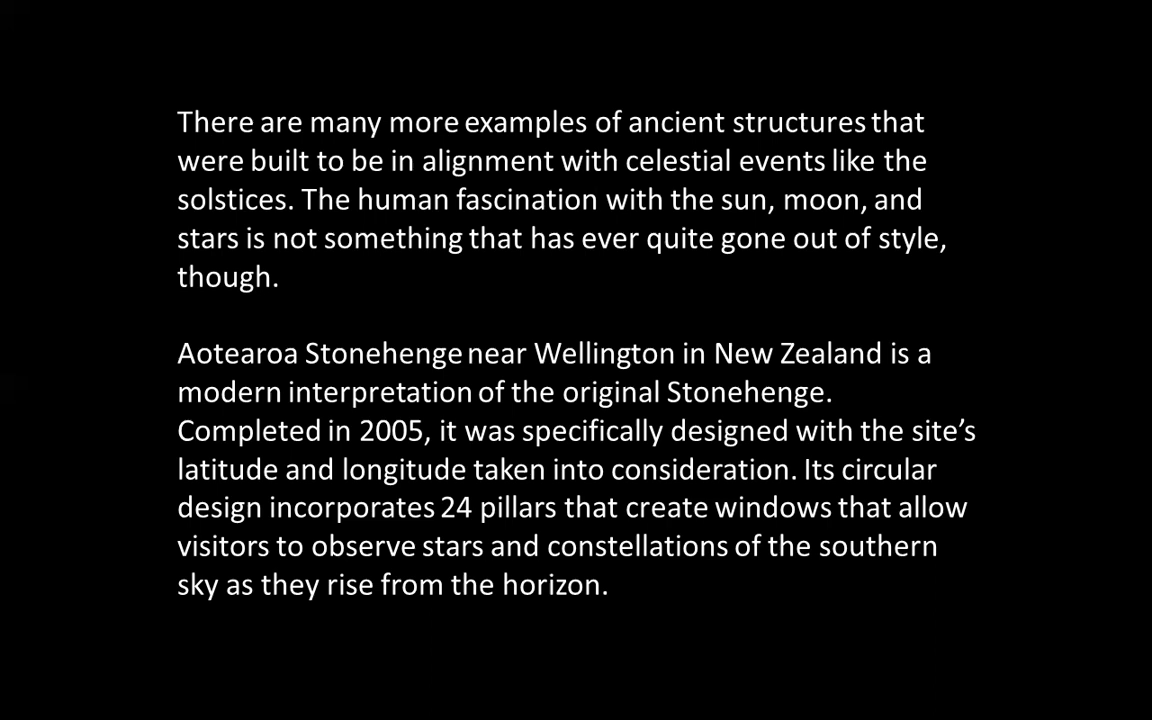 There are many more examples of ancient structures that
were built to be in alignment with celestial events like the
solstices. The human fascination with the sun, moon, and
stars is not something that has ever quite gone out of style,
though.
Aotearoa Stonehenge near Wellington in New Zealand is a
modern interpretation of the original Stonehenge.
Completed in 2005, it was specifically designed with the site’s
latitude and longitude taken into consideration. Its circular
design incorporates 24 pillars that create windows that allow
visitors to observe stars and constellations of the southern
sky as they rise from the horizon.